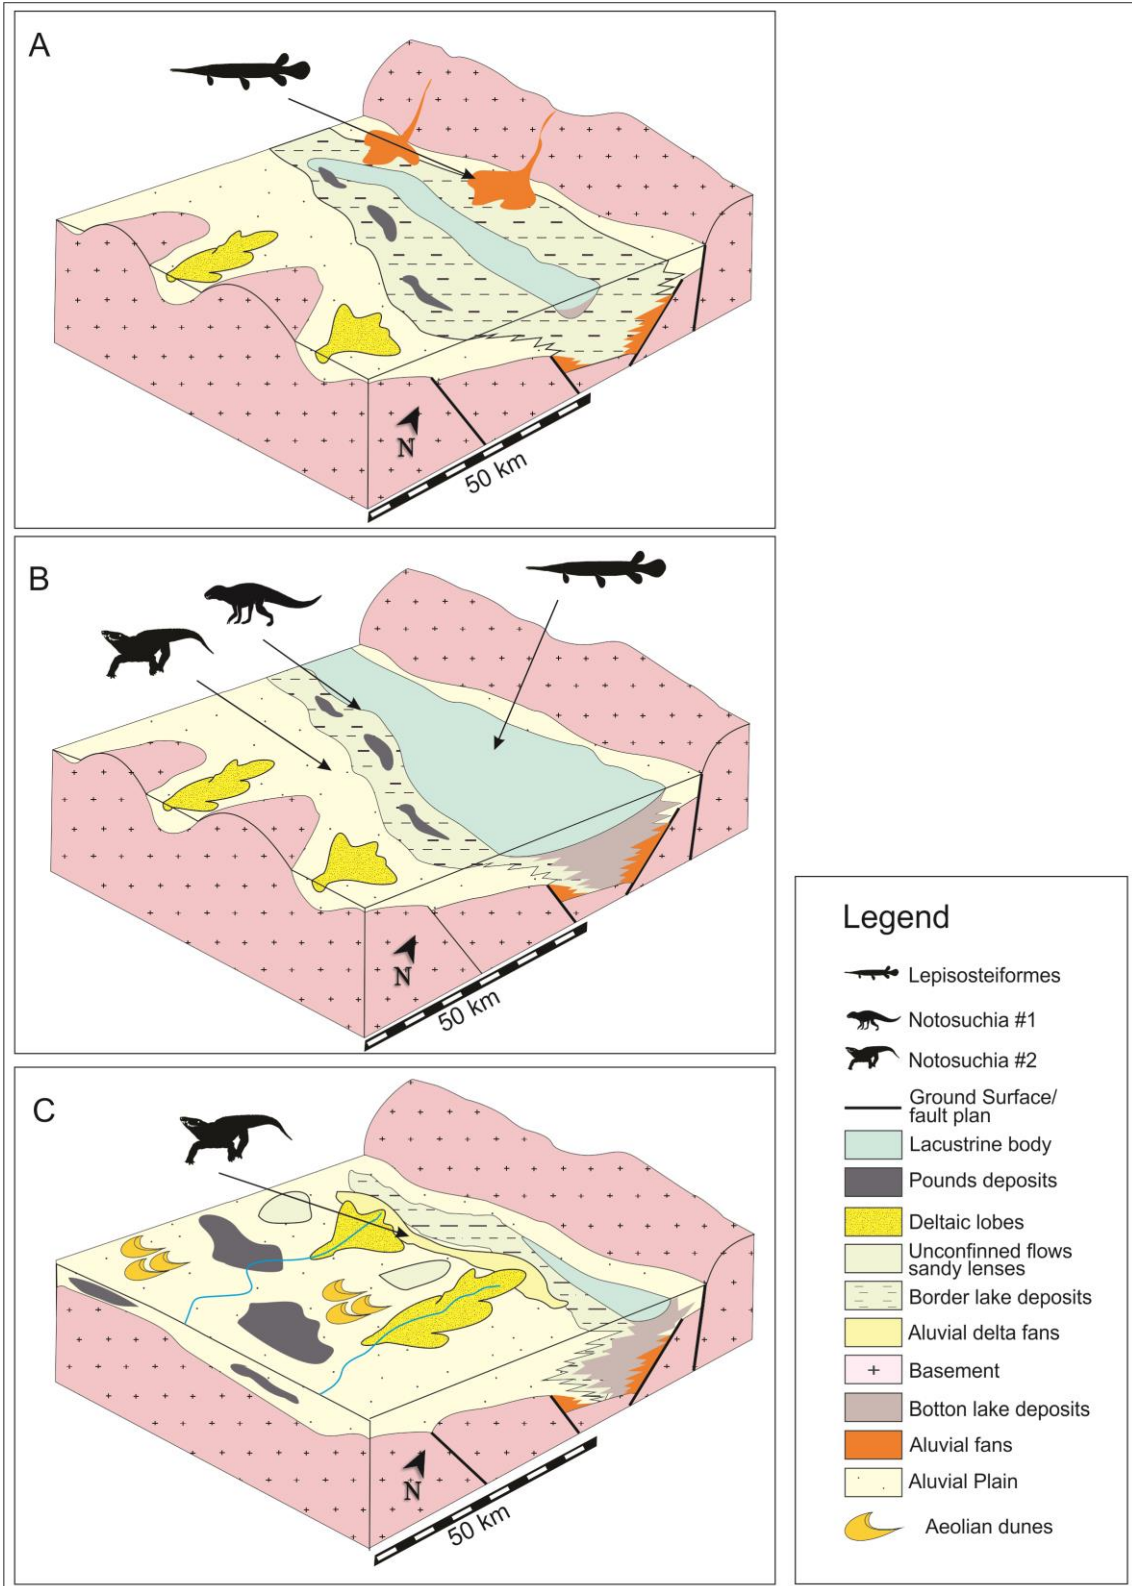 A
N
50 km
B
N
50 km
C
N
50 km
Legend
Lepisosteiformes
Notosuchia #1
Notosuchia #2
Ground Surface/
fault plan
Lacustrine body
Pounds deposits
Deltaic lobes
Unconfinned flows
sandy lenses
Border lake deposits
Aluvial delta fans
Basement
Botton lake deposits
Aluvial fans
Aluvial Plain
Aeolian dunes